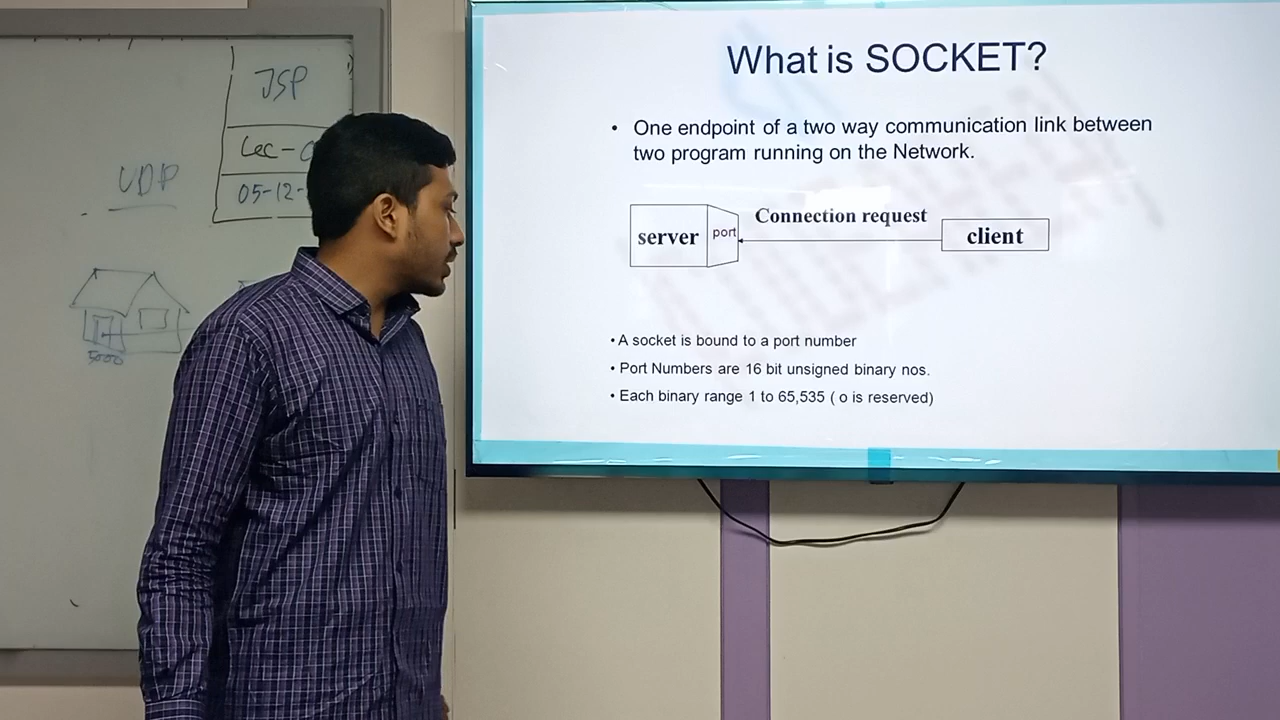 JSP
Lec-
05-12-
UDP
5000
What is SOCKET?
• One endpoint of a two way communication link between
two program running on the Network.
server
port
Connection request
client
• A socket is bound to a port number
• Port Numbers are 16 bit unsigned binary nos.
• Each binary range 1 to 65,535 ( o is reserved)